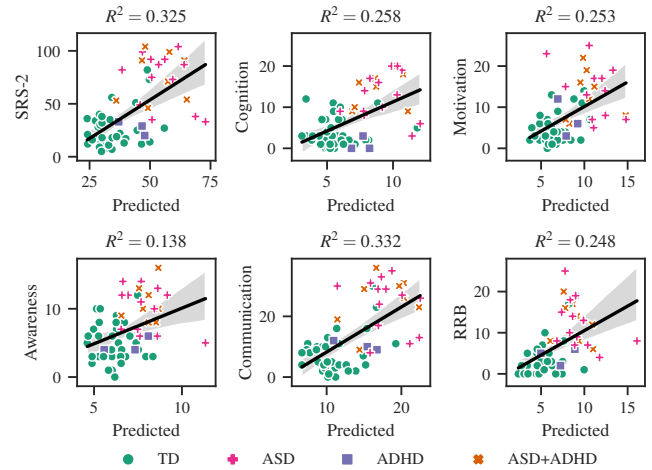 R² = 0.325
R² = 0.258
R² = 0.253
SRS-2
100
50
0
25
50
75
Predicted
Cognition
20
10
0
5
10
Predicted
Motivation
20
10
0
5
10
15
Predicted
R² = 0.138
R² = 0.332
R² = 0.248
Awareness
10
0
5
10
Predicted
Communication
20
0
10
20
Predicted
RRB
20
10
0
5
10
15
Predicted
TD
ASD
ADHD
ASD+ADHD